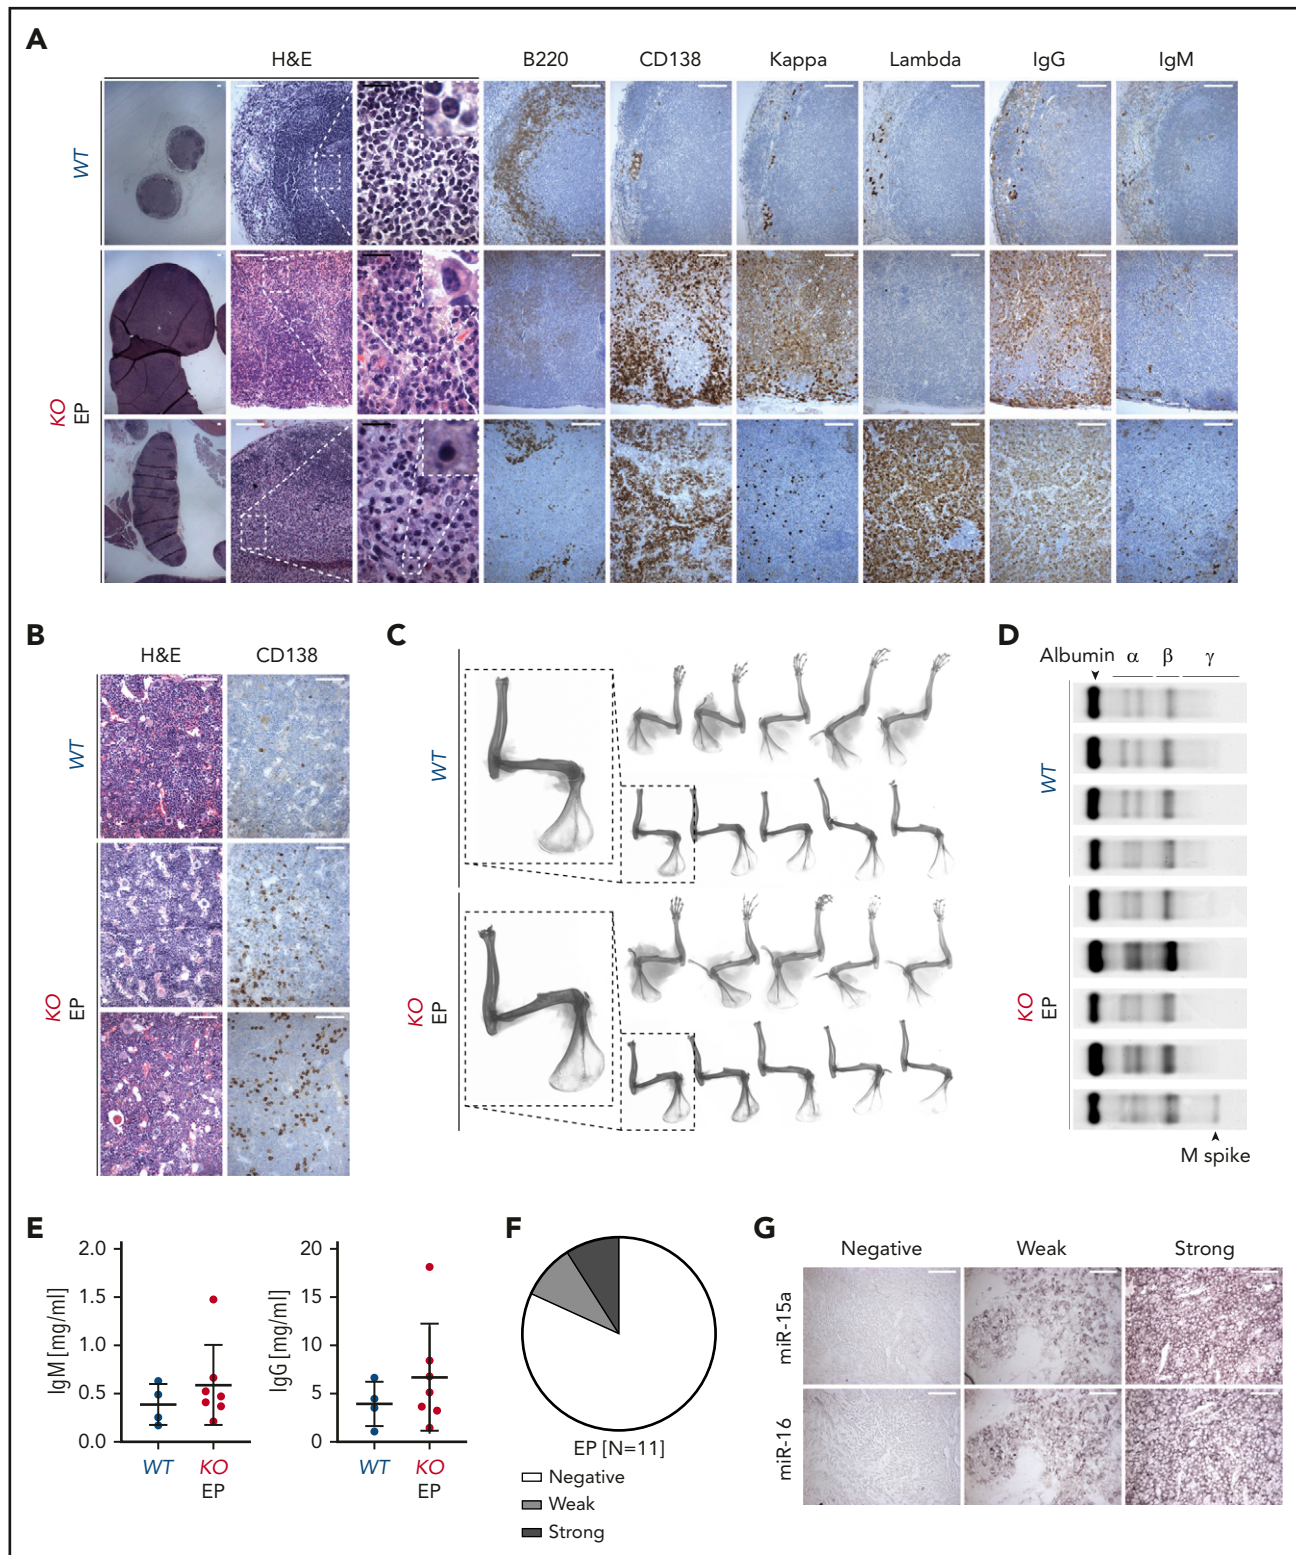 A
H&E B220 CD138 Kappa Lambda IgG IgM
WT
KO
EP
B
H&E CD138
WT
KO
EP
C
WT
KO
EP
D
Albumin α β γ
WT
KO
EP
M spike
E
IgM [mg/ml]
2.0
1.5
1.0
0.5
0.0
WT KO
EP
IgG [mg/ml]
20
15
10
5
0
WT KO
EP
F
EP [N=11]
Negative
Weak
Strong
G
Negative Weak Strong
miR-15a
miR-16